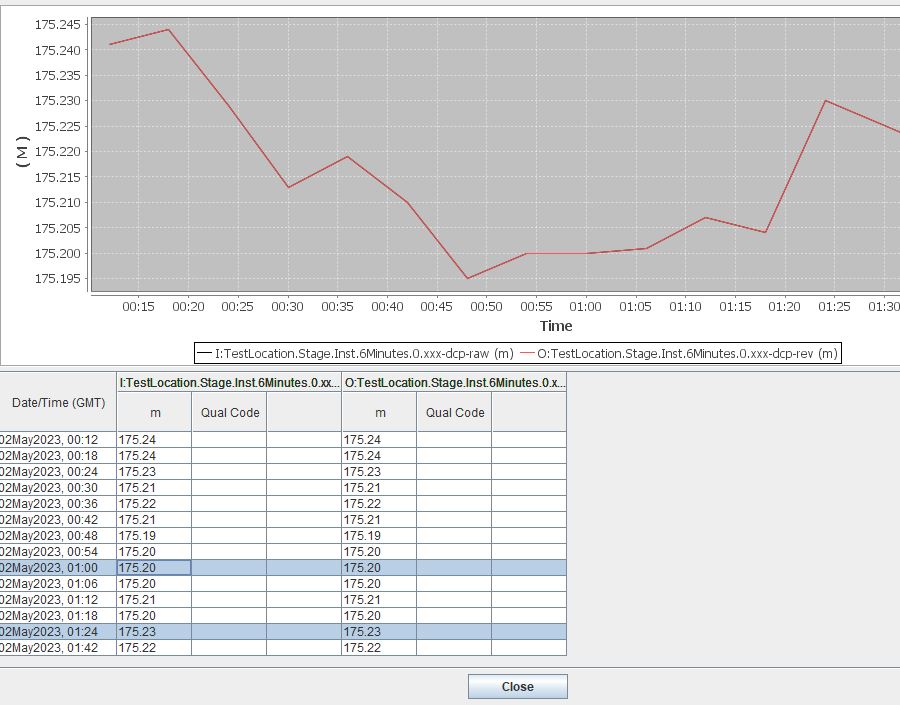 175.245
175.240
175.235
175.230
175.225
175.220
175.215
175.210
175.205
175.200
175.195
( M )
00:15 00:20 00:25 00:30 00:35 00:40 00:45 00:50 00:55 01:00 01:05 01:10 01:15 01:20 01:25 01:30
Time
I:TestLocation.Stage.Inst.6Minutes.0.xxx-dcp-raw (m) O:TestLocation.Stage.Inst.6Minutes.0.xxx-dcp-rev (m)
Date/Time (GMT) I:TestLocation.Stage.Inst.6Minutes.0.xx... O:TestLocation.Stage.Inst.6Minutes.0.x...
m Qual Code m Qual Code
02May2023, 00:12 175.24 175.24
02May2023, 00:18 175.24 175.24
02May2023, 00:24 175.23 175.23
02May2023, 00:30 175.21 175.21
02May2023, 00:36 175.22 175.22
02May2023, 00:42 175.21 175.21
02May2023, 00:48 175.19 175.19
02May2023, 00:54 175.20 175.20
02May2023, 01:00 175.20 175.20
02May2023, 01:06 175.20 175.20
02May2023, 01:12 175.21 175.21
02May2023, 01:18 175.20 175.20
02May2023, 01:24 175.23 175.23
02May2023, 01:42 175.22 175.22
Close